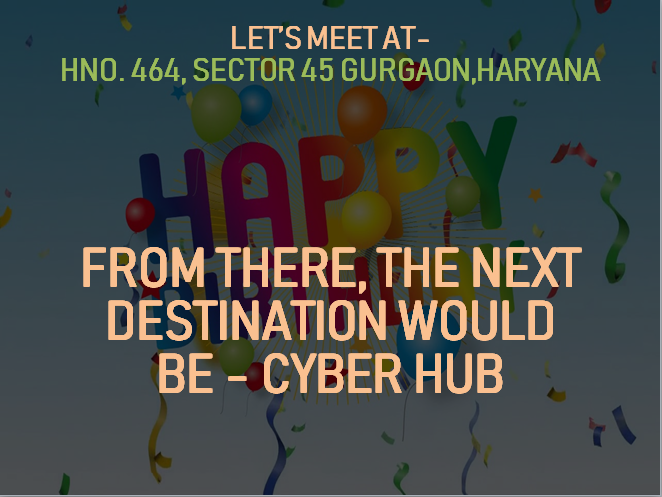 LET'S MEET AT-
HNO. 464, SECTOR 45 GURGAON,HARYANA
HAPPY
BIRTHDAY
FROM THERE, THE NEXT
DESTINATION WOULD
BE - CYBER HUB